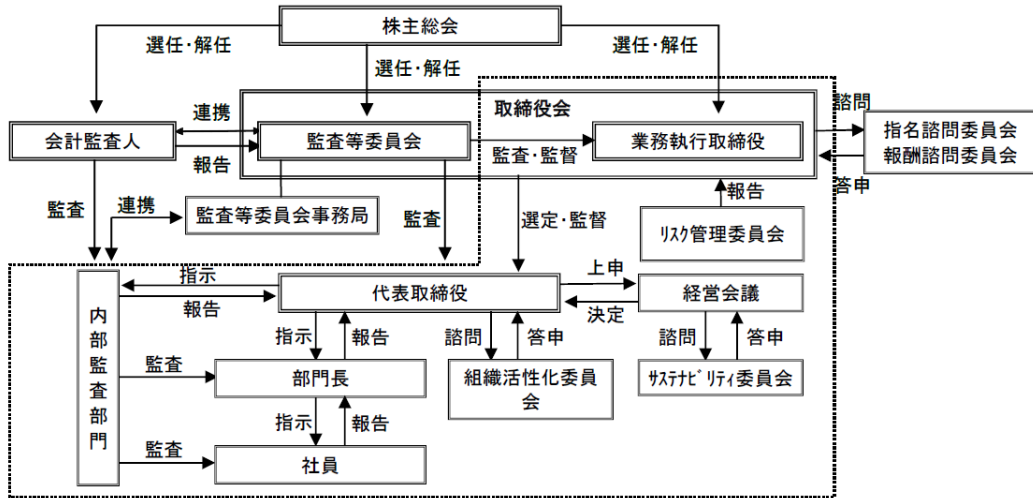 株主総会
選任・解任
選任・解任
選任・解任
取締役会
諮問
連携
会計監査人
監査等委員会
業務執行取締役
指名諮問委員会
報酬諮問委員会
報告
監査・監督
答申
監査
連携
監査等委員会事務局
監査
選定・監督
報告
リスク管理委員会
指示
上申
代表取締役
経営会議
報告
決定
内部監査部門
指示
報告
諮問
答申
諮問
答申
監査
部門長
組織活性化委員
会
サステナビリティ委員会
指示
報告
監査
社員